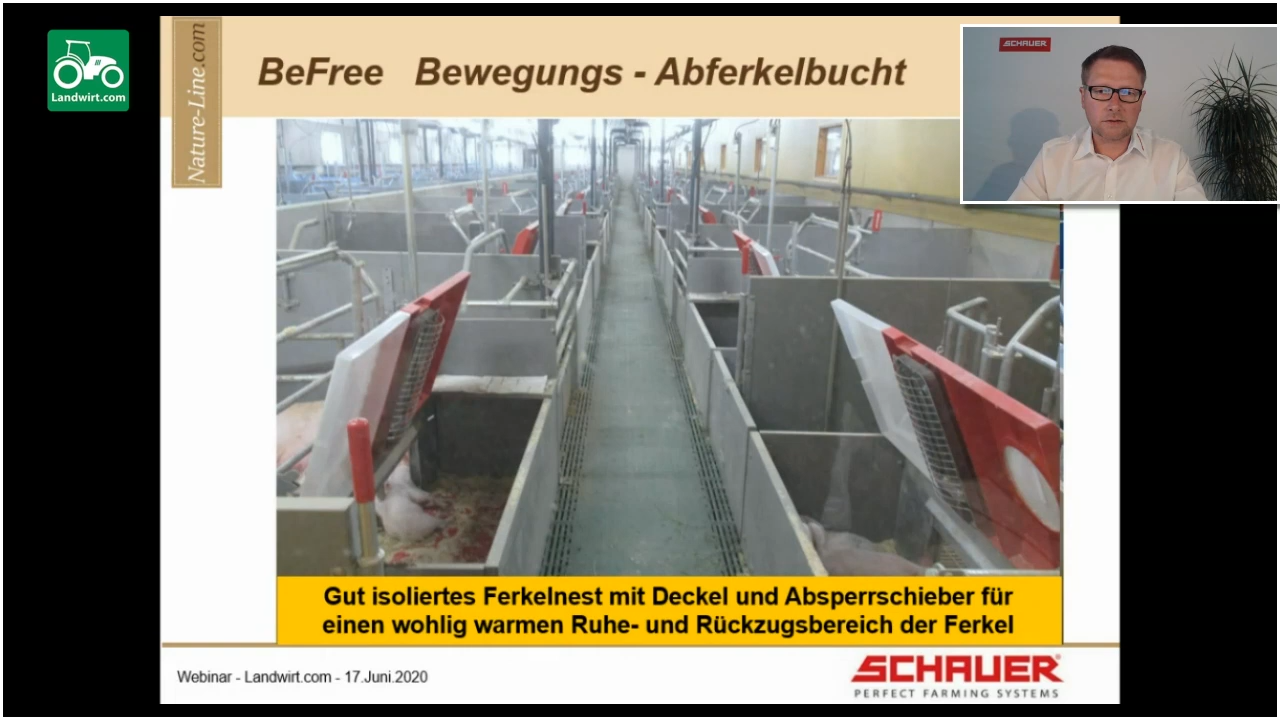 Landwirt.com
Nature-Line.com
BeFree Bewegungs - Abferkelbucht
SCHAUER
Gut isoliertes Ferkelnest mit Deckel und Absperrschieber für
einen wohlig warmen Ruhe- und Rückzugsbereich der Ferkel
Webinar - Landwirt.com - 17.Juni.2020
SCHAUER
PERFECT FARMING SYSTEMS